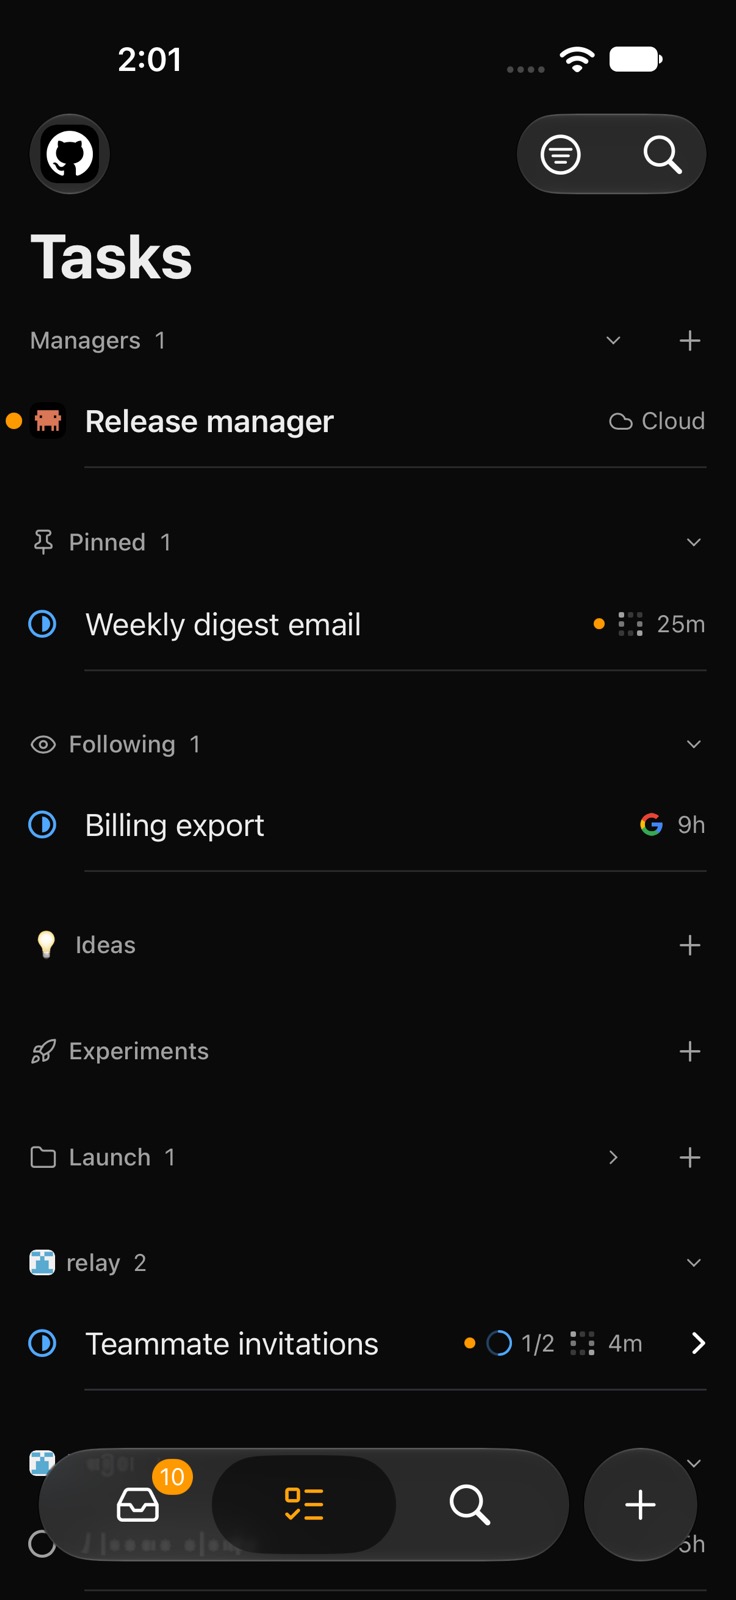 2:01
Tasks
Managers 1
Release manager Cloud
Pinned 1
Weekly digest email 25m
Following 1
Billing export 9h
Ideas
Experiments
Launch 1
relay 2
Teammate invitations 1/2 4m
10
5h